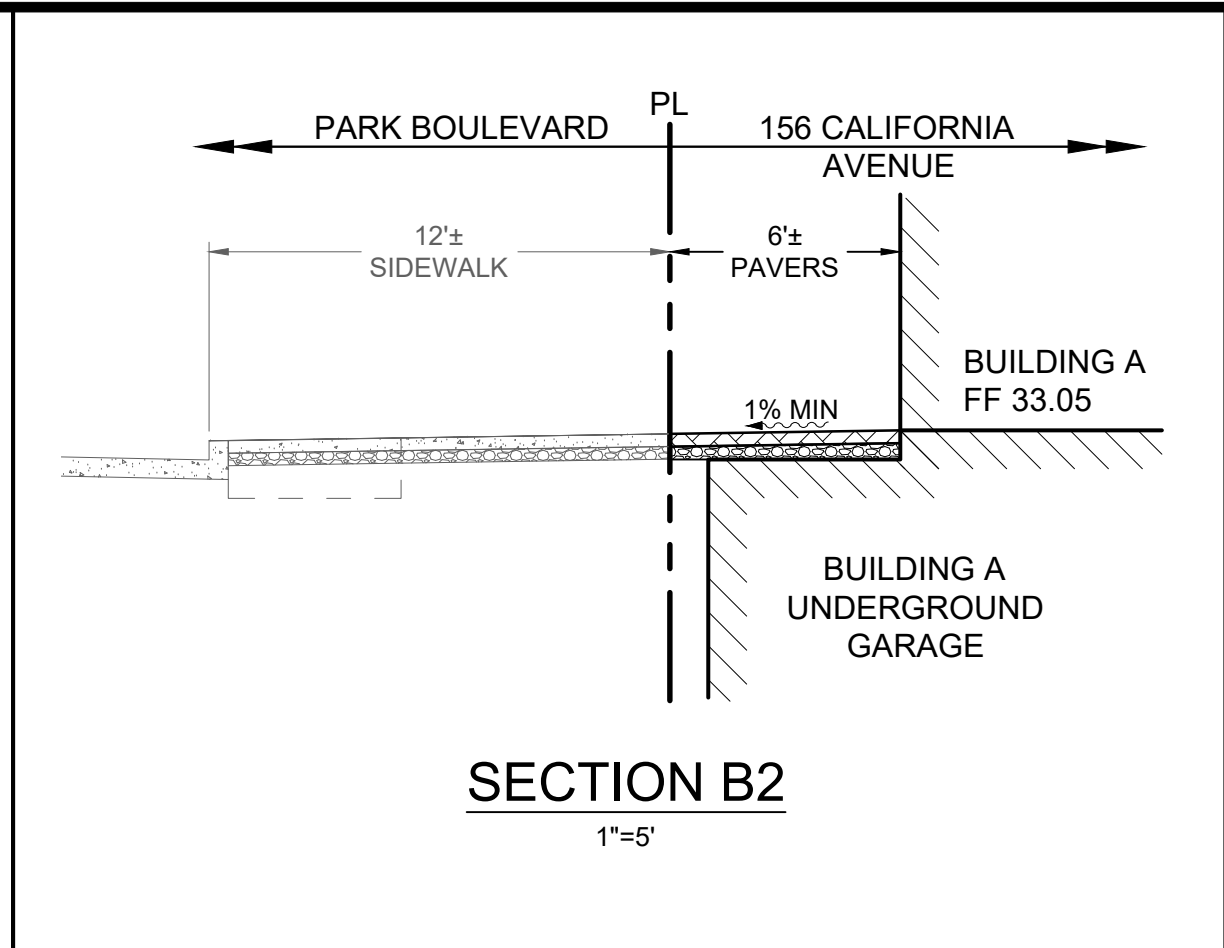 PL
PARK BOULEVARD
156 CALIFORNIA
AVENUE
12'±
SIDEWALK
6'±
PAVERS
1% MIN
BUILDING A
FF 33.05
BUILDING A
UNDERGROUND
GARAGE
SECTION B2
1"=5'